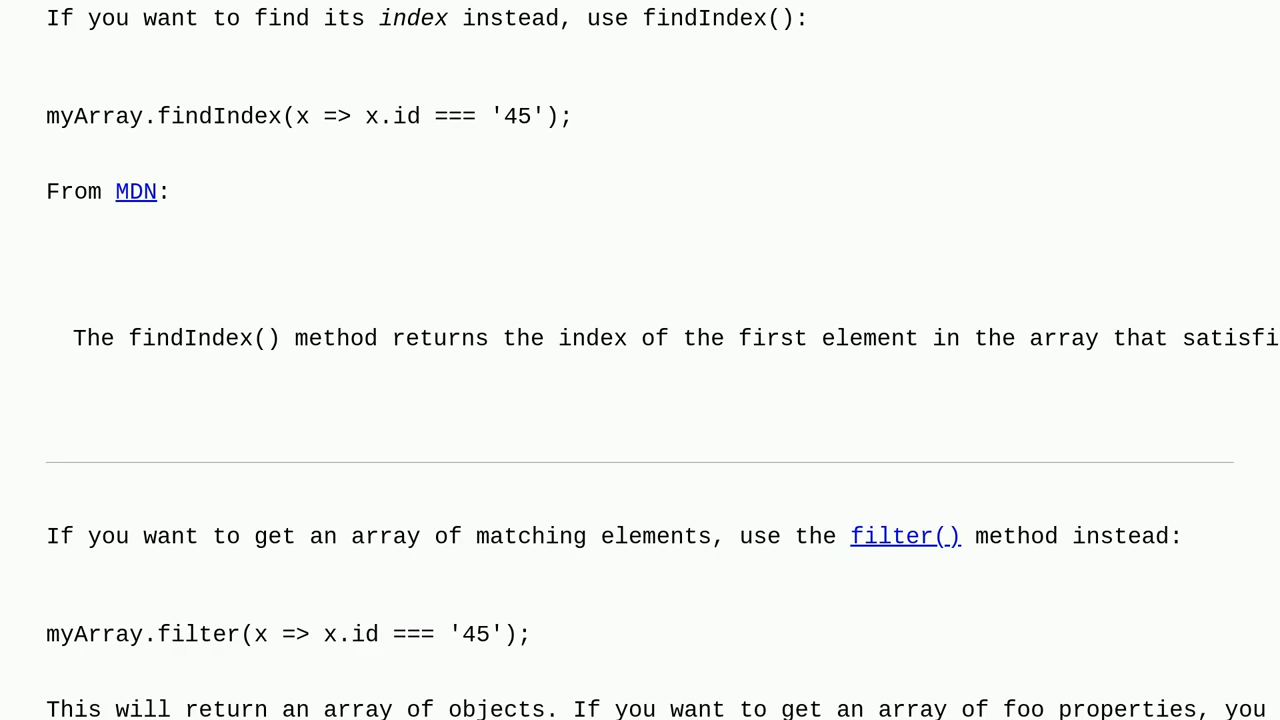 If you want to find its index instead, use findIndex():
myArray.findIndex(x => x.id === '45');
From MDN:
The findIndex() method returns the index of the first element in the array that
If you want to get an array of matching elements, use the filter() method instead:
myArray.filter(x => x.id === '45');
This will return an array of objects. If you want to get an array of foo properties, you